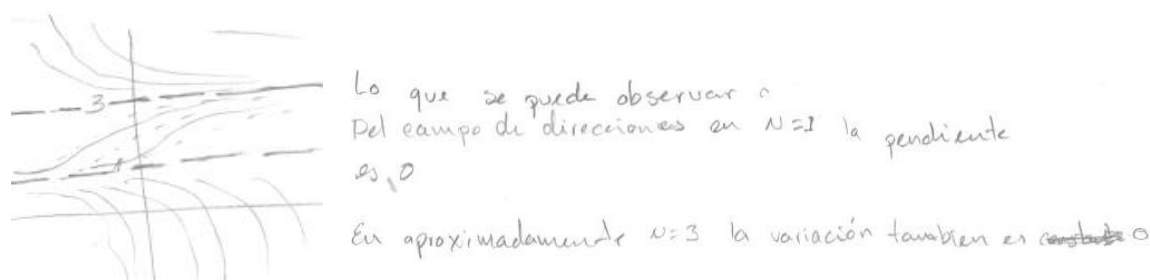 3
1
Lo que se puede observar :
Del campo de direcciones en N=1 la pendiente
es, 0
En aproximadamente N=3 la variación tambien es 0